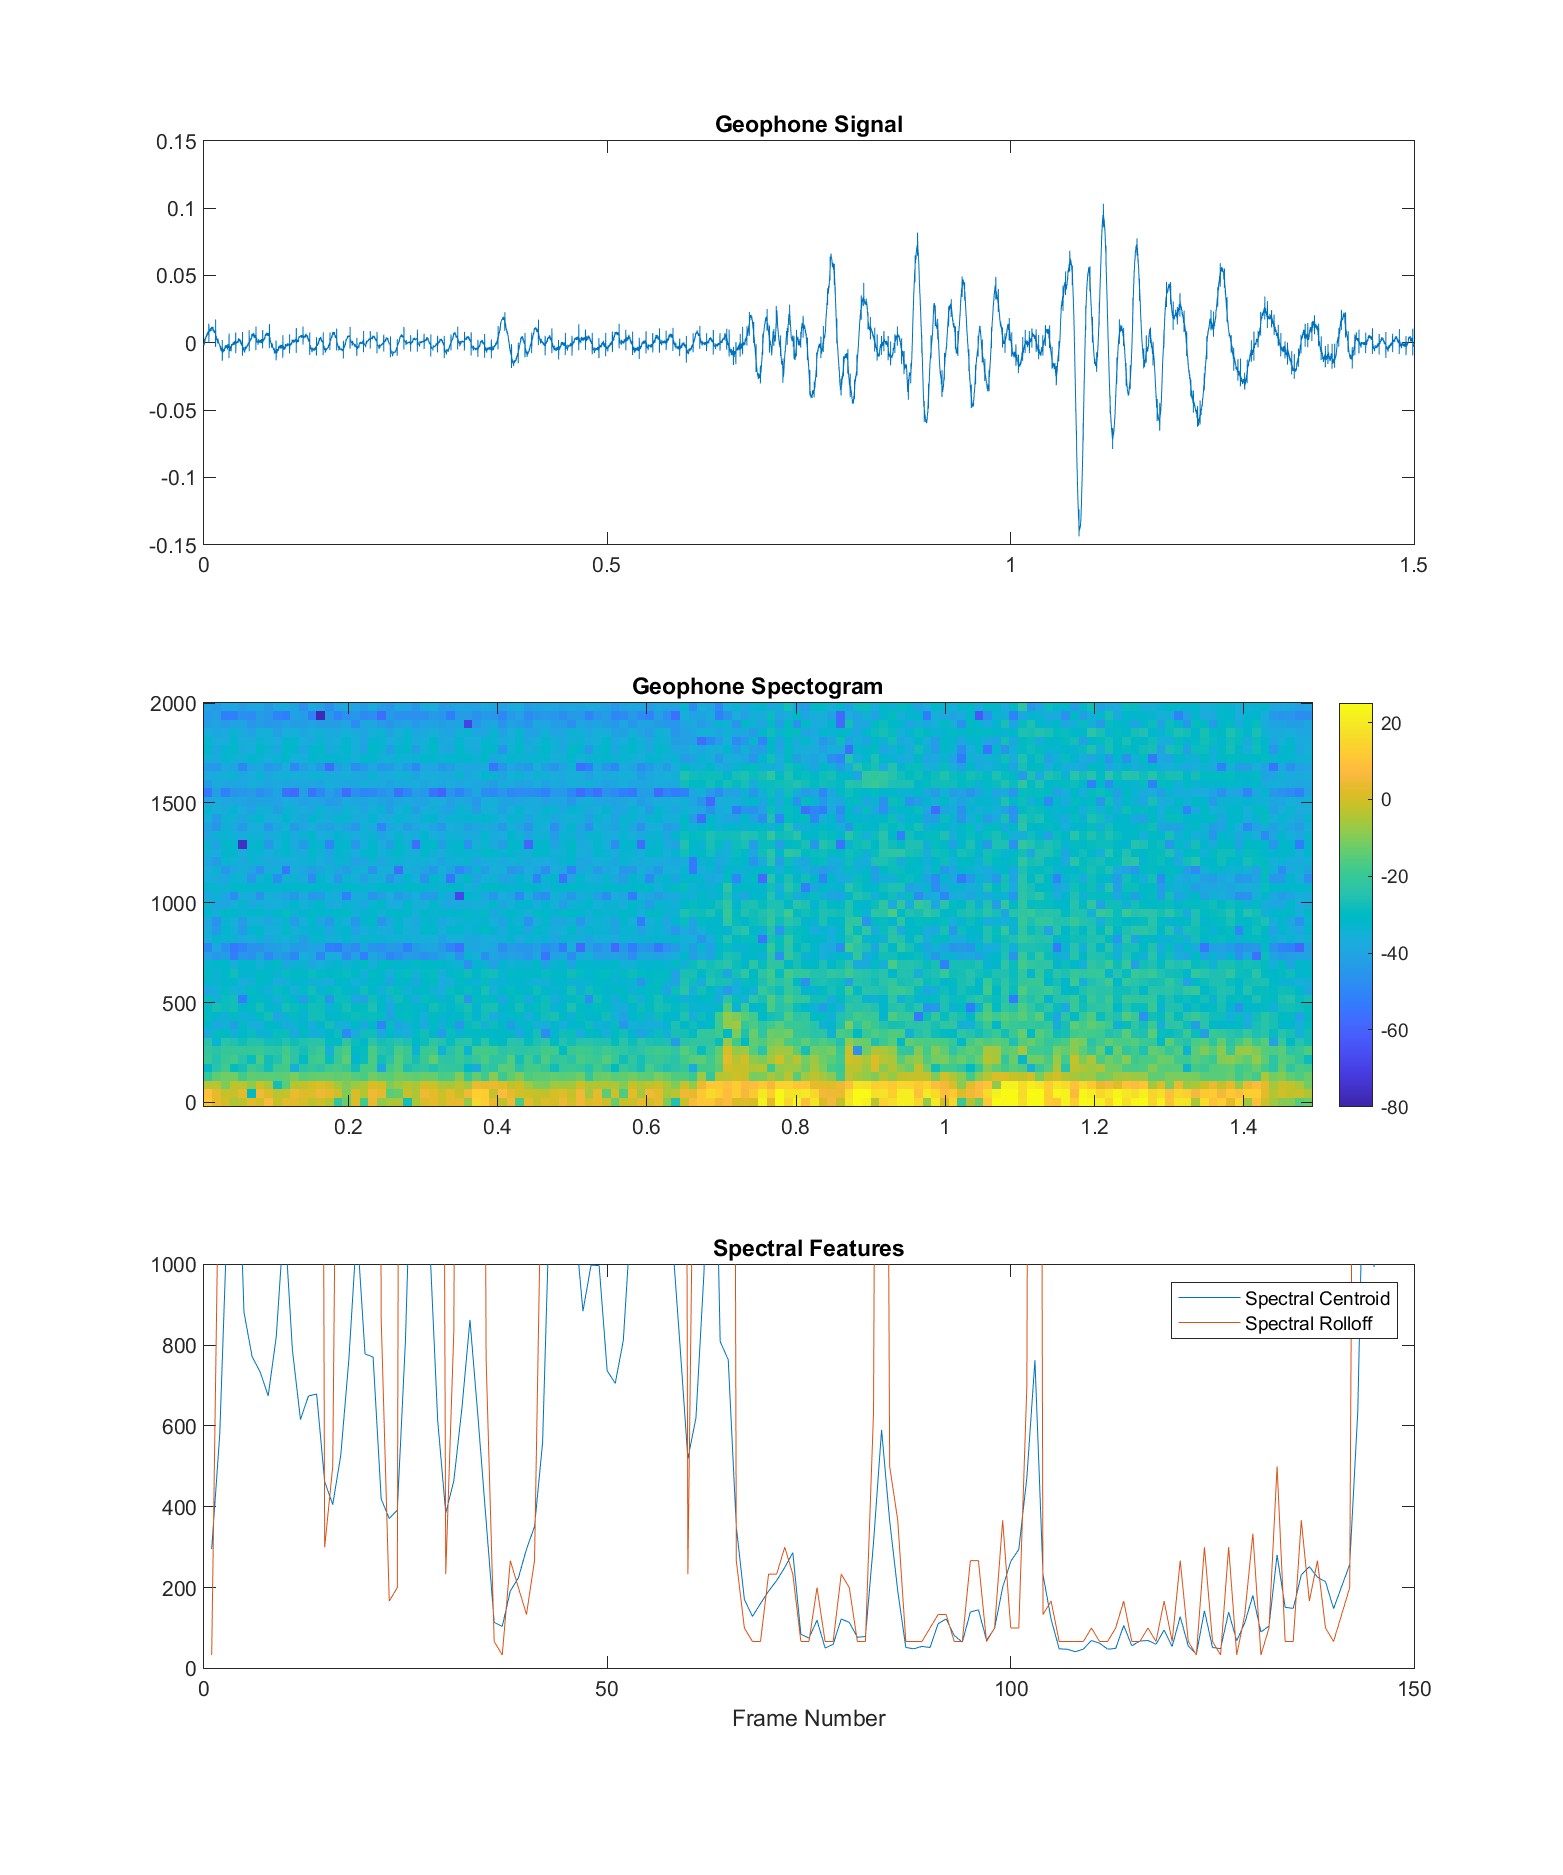 Geophone Signal
0.15
0.1
0.05
0
-0.05
-0.1
-0.15
0 0.5 1 1.5
Geophone Spectogram
2000
1500
1000
500
0
0.2 0.4 0.6 0.8 1 1.2 1.4
20
0
-20
-40
-60
-80
Spectral Features
1000
800
600
400
200
0
0 50 100 150
Spectral Centroid
Spectral Rolloff
Frame Number